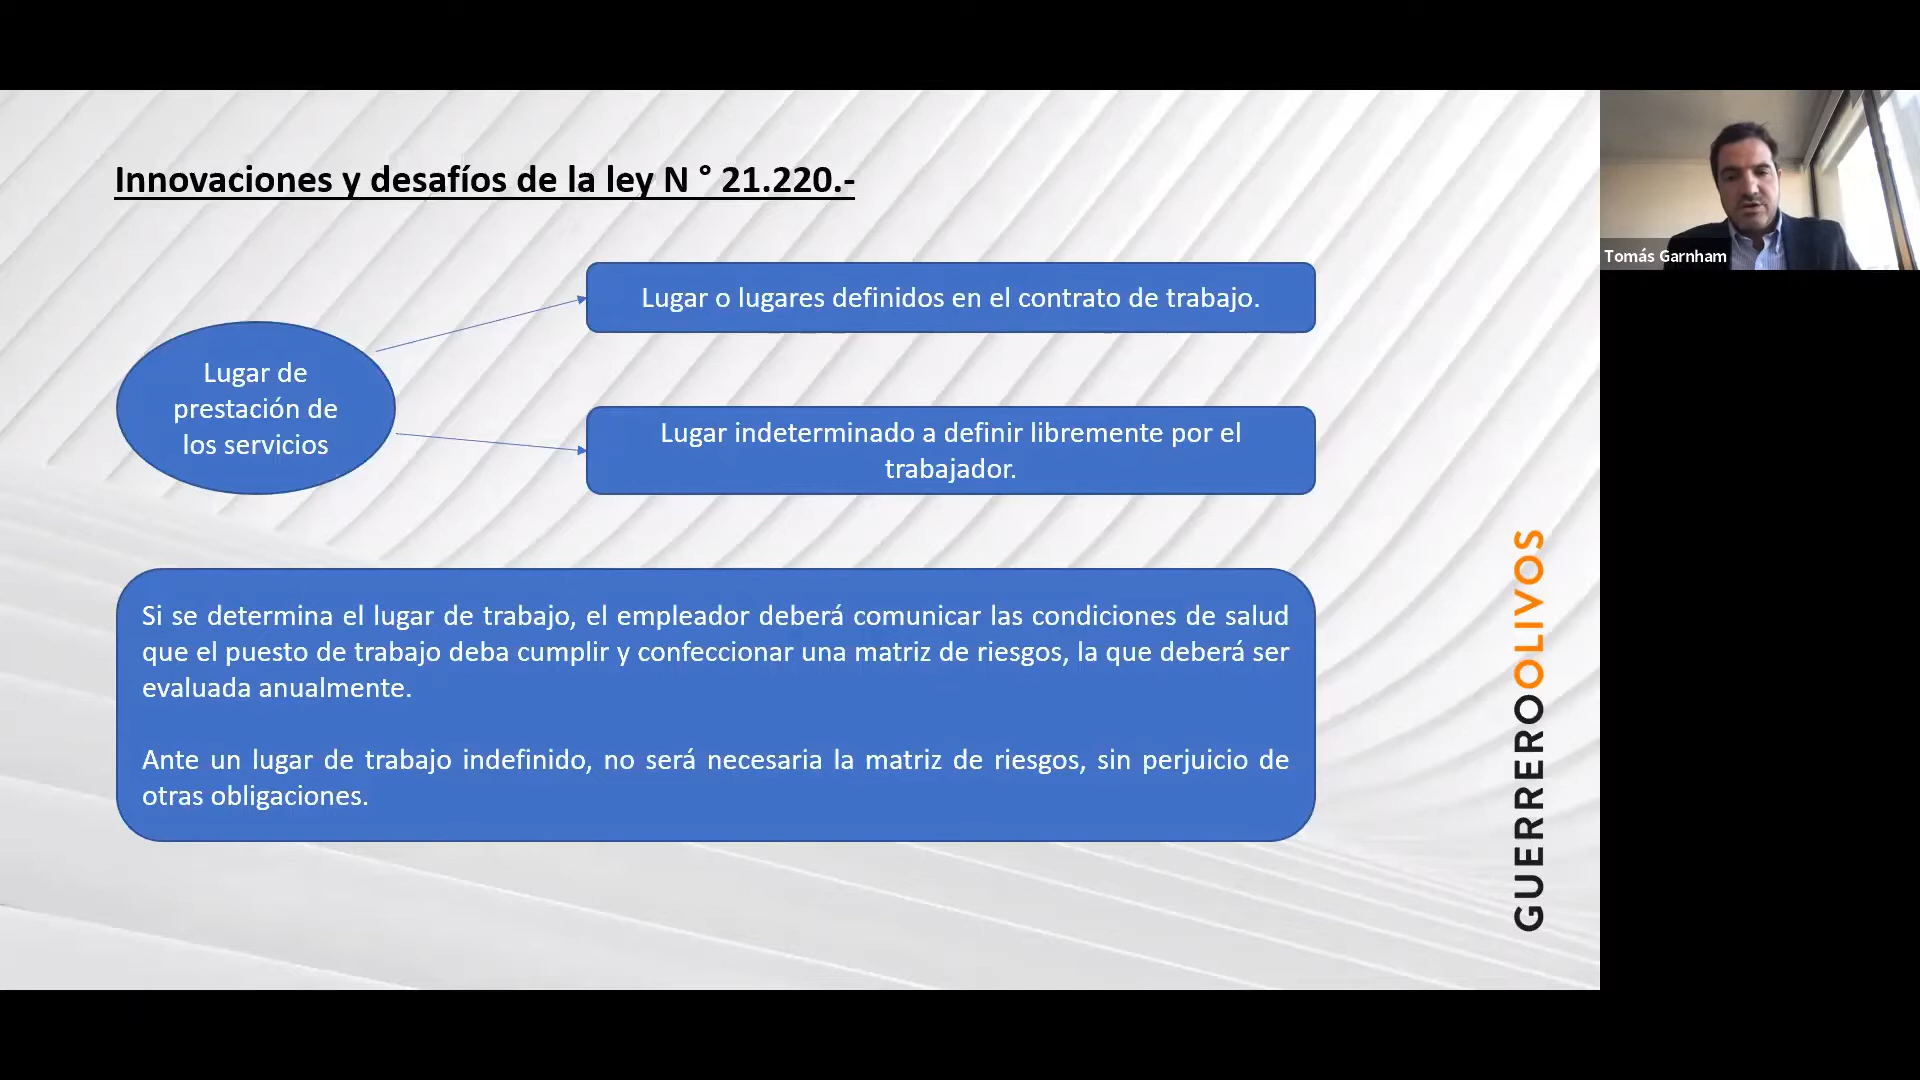 Innovaciones y desafíos de la ley N ° 21.220.-
Lugar de
prestación de
los servicios
Lugar o lugares definidos en el contrato de trabajo.
Lugar indeterminado a definir libremente por el
trabajador.
Si se determina el lugar de trabajo, el empleador deberá comunicar las condiciones de salud
que el puesto de trabajo deba cumplir y confeccionar una matriz de riesgos, la que deberá ser
evaluada anualmente.
Ante un lugar de trabajo indefinido, no será necesaria la matriz de riesgos, sin perjuicio de
otras obligaciones.
GUERREROOLIVOS
Tomás Garnham